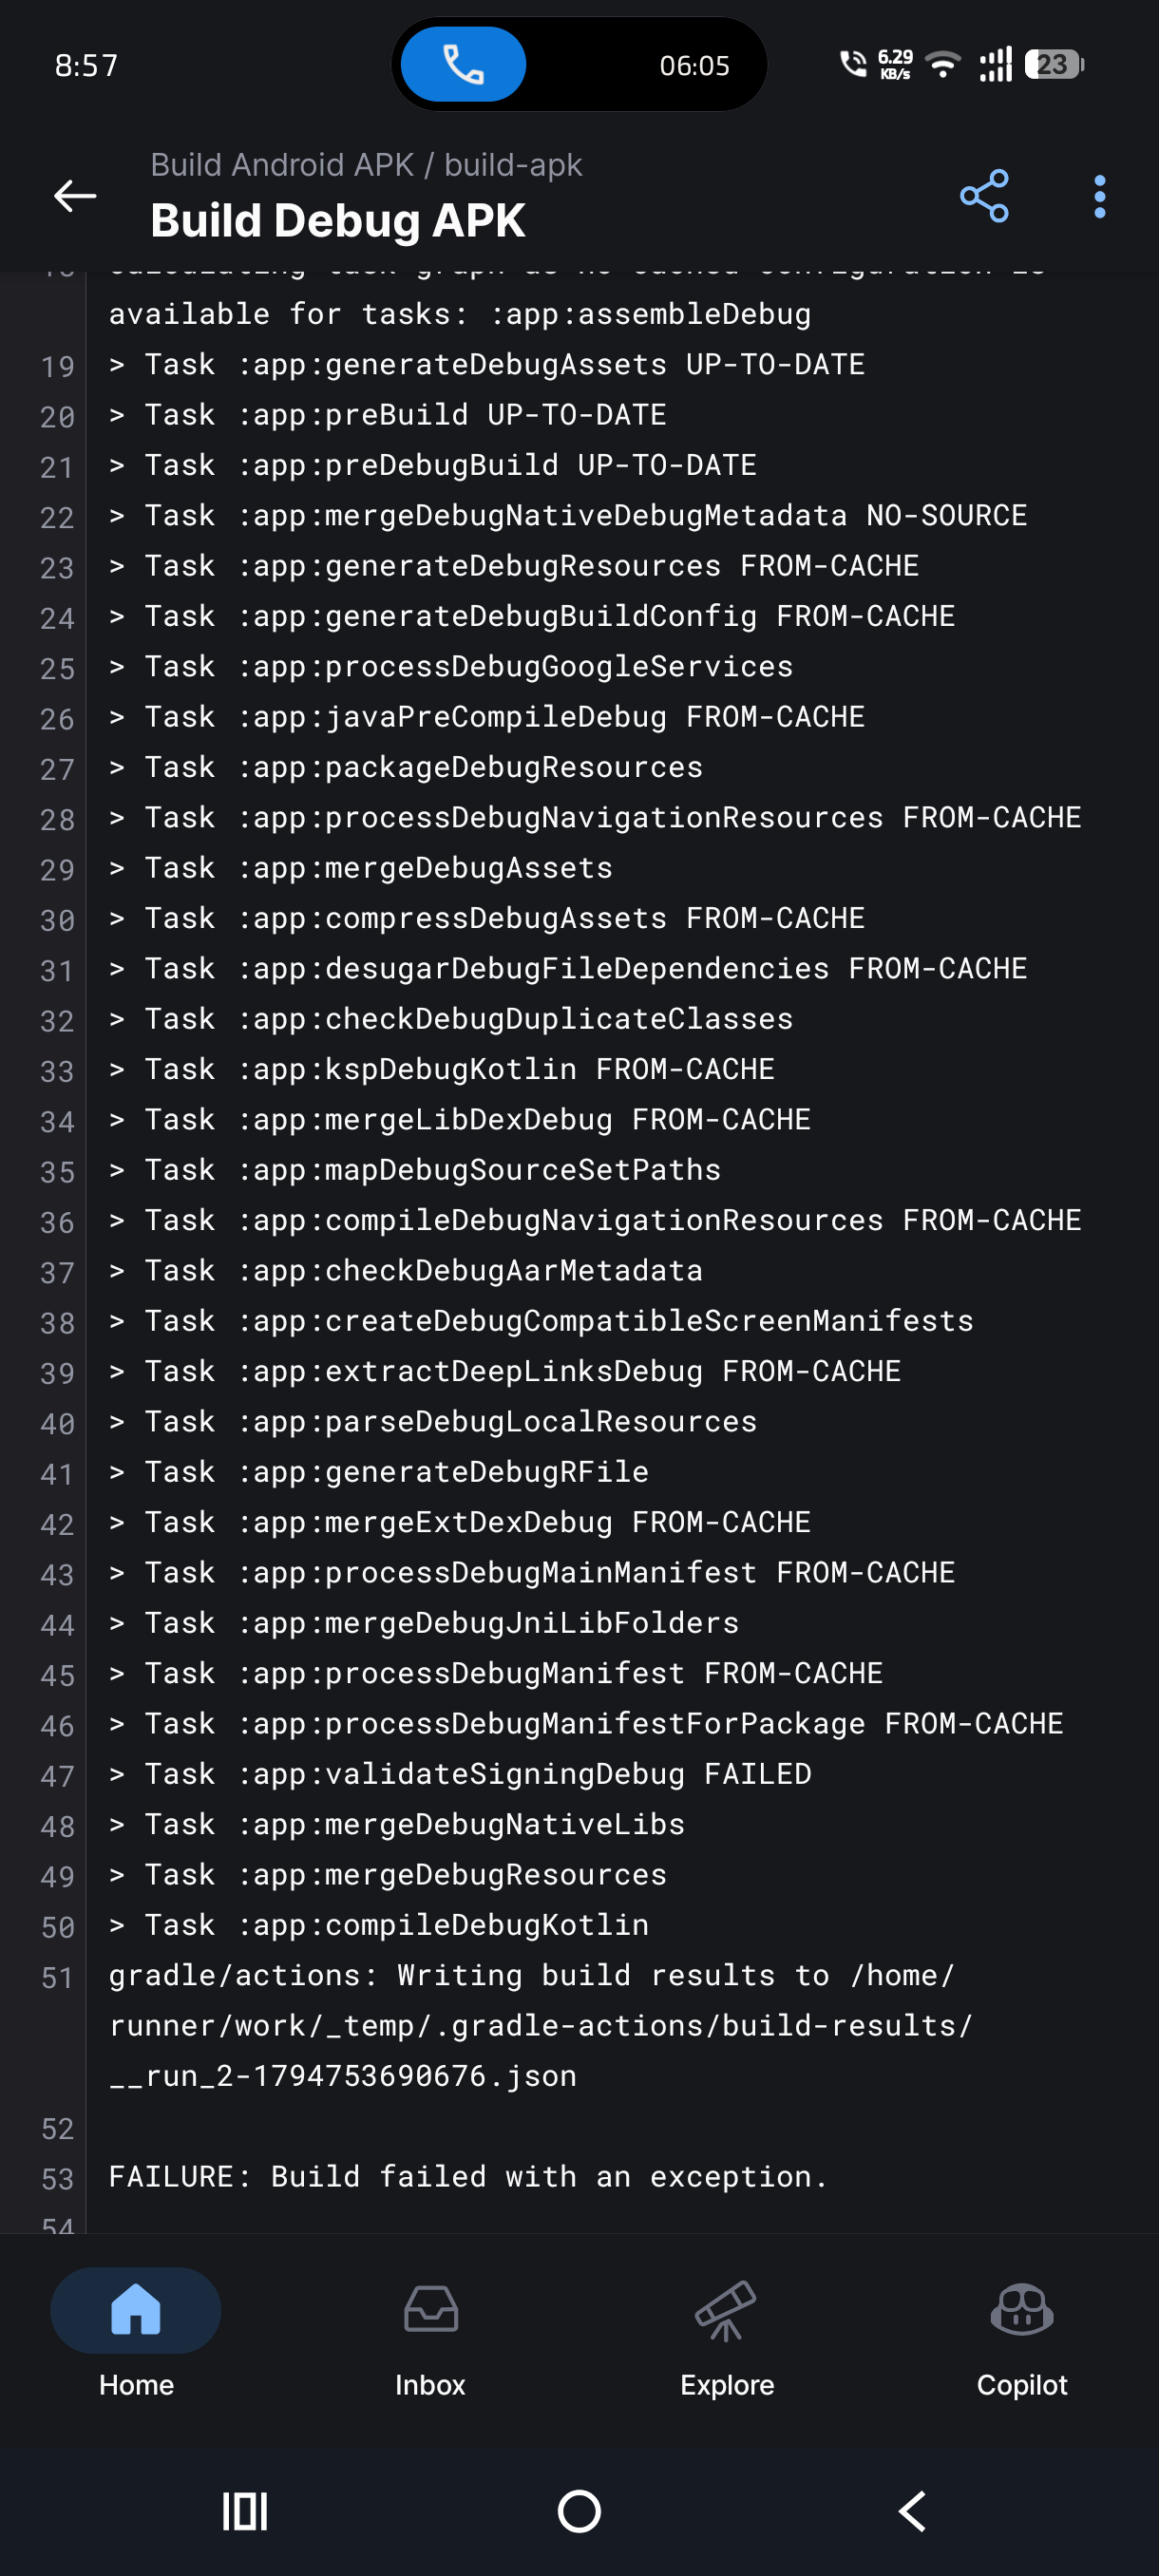 8:57
06:05
6.29
KB/s
23
Build Android APK / build-apk
Build Debug APK
available for tasks: :app:assembleDebug
19 > Task :app:generateDebugAssets UP-TO-DATE
20 > Task :app:preBuild UP-TO-DATE
21 > Task :app:preDebugBuild UP-TO-DATE
22 > Task :app:mergeDebugNativeDebugMetadata NO-SOURCE
23 > Task :app:generateDebugResources FROM-CACHE
24 > Task :app:generateDebugBuildConfig FROM-CACHE
25 > Task :app:processDebugGoogleServices
26 > Task :app:javaPreCompileDebug FROM-CACHE
27 > Task :app:packageDebugResources
28 > Task :app:processDebugNavigationResources FROM-CACHE
29 > Task :app:mergeDebugAssets
30 > Task :app:compressDebugAssets FROM-CACHE
31 > Task :app:desugarDebugFileDependencies FROM-CACHE
32 > Task :app:checkDebugDuplicateClasses
33 > Task :app:kspDebugKotlin FROM-CACHE
34 > Task :app:mergeLibDexDebug FROM-CACHE
35 > Task :app:mapDebugSourceSetPaths
36 > Task :app:compileDebugNavigationResources FROM-CACHE
37 > Task :app:checkDebugAarMetadata
38 > Task :app:createDebugCompatibleScreenManifests
39 > Task :app:extractDeepLinksDebug FROM-CACHE
40 > Task :app:parseDebugLocalResources
41 > Task :app:generateDebugRFile
42 > Task :app:mergeExtDexDebug FROM-CACHE
43 > Task :app:processDebugMainManifest FROM-CACHE
44 > Task :app:mergeDebugJniLibFolders
45 > Task :app:processDebugManifest FROM-CACHE
46 > Task :app:processDebugManifestForPackage FROM-CACHE
47 > Task :app:validateSigningDebug FAILED
48 > Task :app:mergeDebugNativeLibs
49 > Task :app:mergeDebugResources
50 > Task :app:compileDebugKotlin
51 gradle/actions: Writing build results to /home/
runner/work/_temp/.gradle-actions/build-results/
__run_2-1794753690676.json
52
53 FAILURE: Build failed with an exception.
54
Home
Inbox
Explore
Copilot